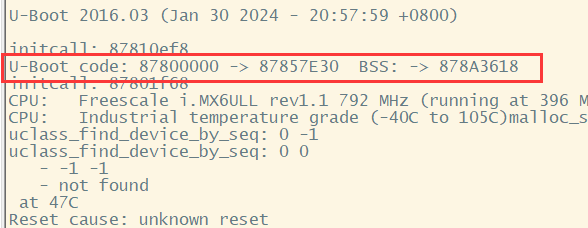 U-Boot 2016.03 (Jan 30 2024 - 20:57:59 +0800)
initcall: 87810ef8
U-Boot code: 87800000 -> 87857E30 BSS: -> 878A3618
initcall: 87801f68
CPU: Freescale i.MX6ULL rev1.1 792 MHz (running at 396 M
CPU: Industrial temperature grade (-40C to 105C)malloc_s
uclass_find_device_by_seq: 0 -1
uclass_find_device_by_seq: 0 0
- -1 -1
- not found
at 47C
Reset cause: unknown reset